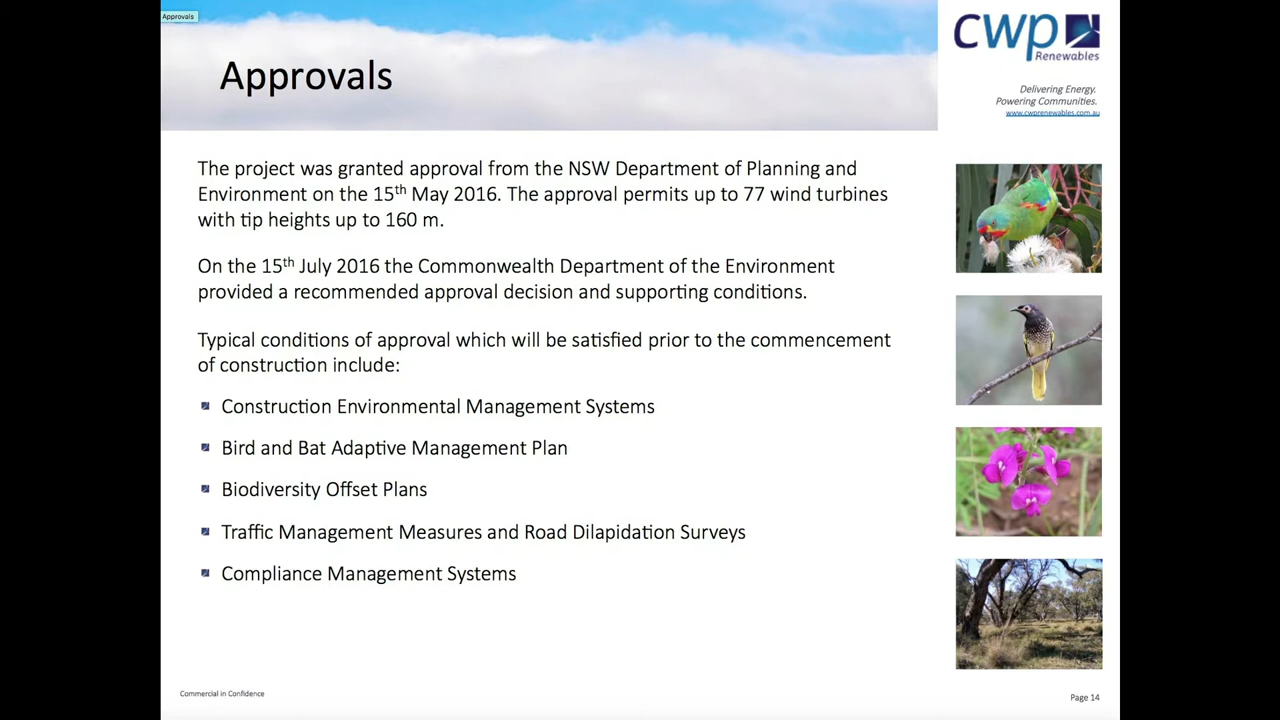 Approvals
Approvals
cwp
Renewables
Delivering Energy.
Powering Communities.
www.cwprenewables.com.au
The project was granted approval from the NSW Department of Planning and
Environment on the 15th May 2016. The approval permits up to 77 wind turbines
with tip heights up to 160 m.
On the 15th July 2016 the Commonwealth Department of the Environment
provided a recommended approval decision and supporting conditions.
Typical conditions of approval which will be satisfied prior to the commencement
of construction include:
Construction Environmental Management Systems
Bird and Bat Adaptive Management Plan
Biodiversity Offset Plans
Traffic Management Measures and Road Dilapidation Surveys
Compliance Management Systems
Commercial in Confidence
Page 14